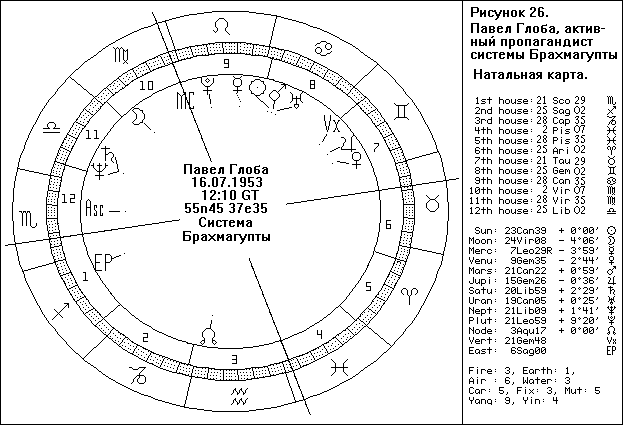 10
9
8
11
7
12
6
1
5
2
3
4
MC
Vx
Asc
EP
Павел Глоба
16.07.1953
12:10 GT
55n45 37e35
Система
Брахмагупты
Рисунок 26.
Павел Глоба, актив-
ный пропагандист
системы Брахмагупты
Натальная карта.
1st house: 21 Sco 29 ♏
2nd house: 25 Sag 02 ♐
3rd house: 28 Cap 35 ♑
4th house: 2 Pis 07 ♓
5th house: 28 Pis 35 ♓
6th house: 25 Ari 02 ♈
7th house: 21 Tau 29 ♉
8th house: 25 Gem 02 ♊
9th house: 28 Can 35 ♋
10th house: 2 Vir 07 ♍
11th house: 28 Vir 35 ♍
12th house: 25 Lib 02 ♎
Sun: 23Can39 + 0°00' ☉
Moon: 24Vir08 - 4°06' ☽
Merc: 7Leo29R - 3°59' ☿
Venu: 9Gem35 - 2°44' ♀
Mars: 21Can22 + 0°59' ♂
Jupi: 15Gem26 - 0°36' ♃
Satu: 20Lib59 + 2°29' ♄
Uran: 19Can05 + 0°25' ♅
Nept: 21Lib09 + 1°41' ♆
Plut: 21Leo59 + 9°20' ♇
Node: 3Aqu17 + 0°00' ☊
Vert: 21Gem48 Vx
East: 6Sag00 EP
Fire: 3, Earth: 1,
Air : 6, Water: 3
Car: 5, Fix: 3, Mut: 5
Yang: 9, Yin: 4